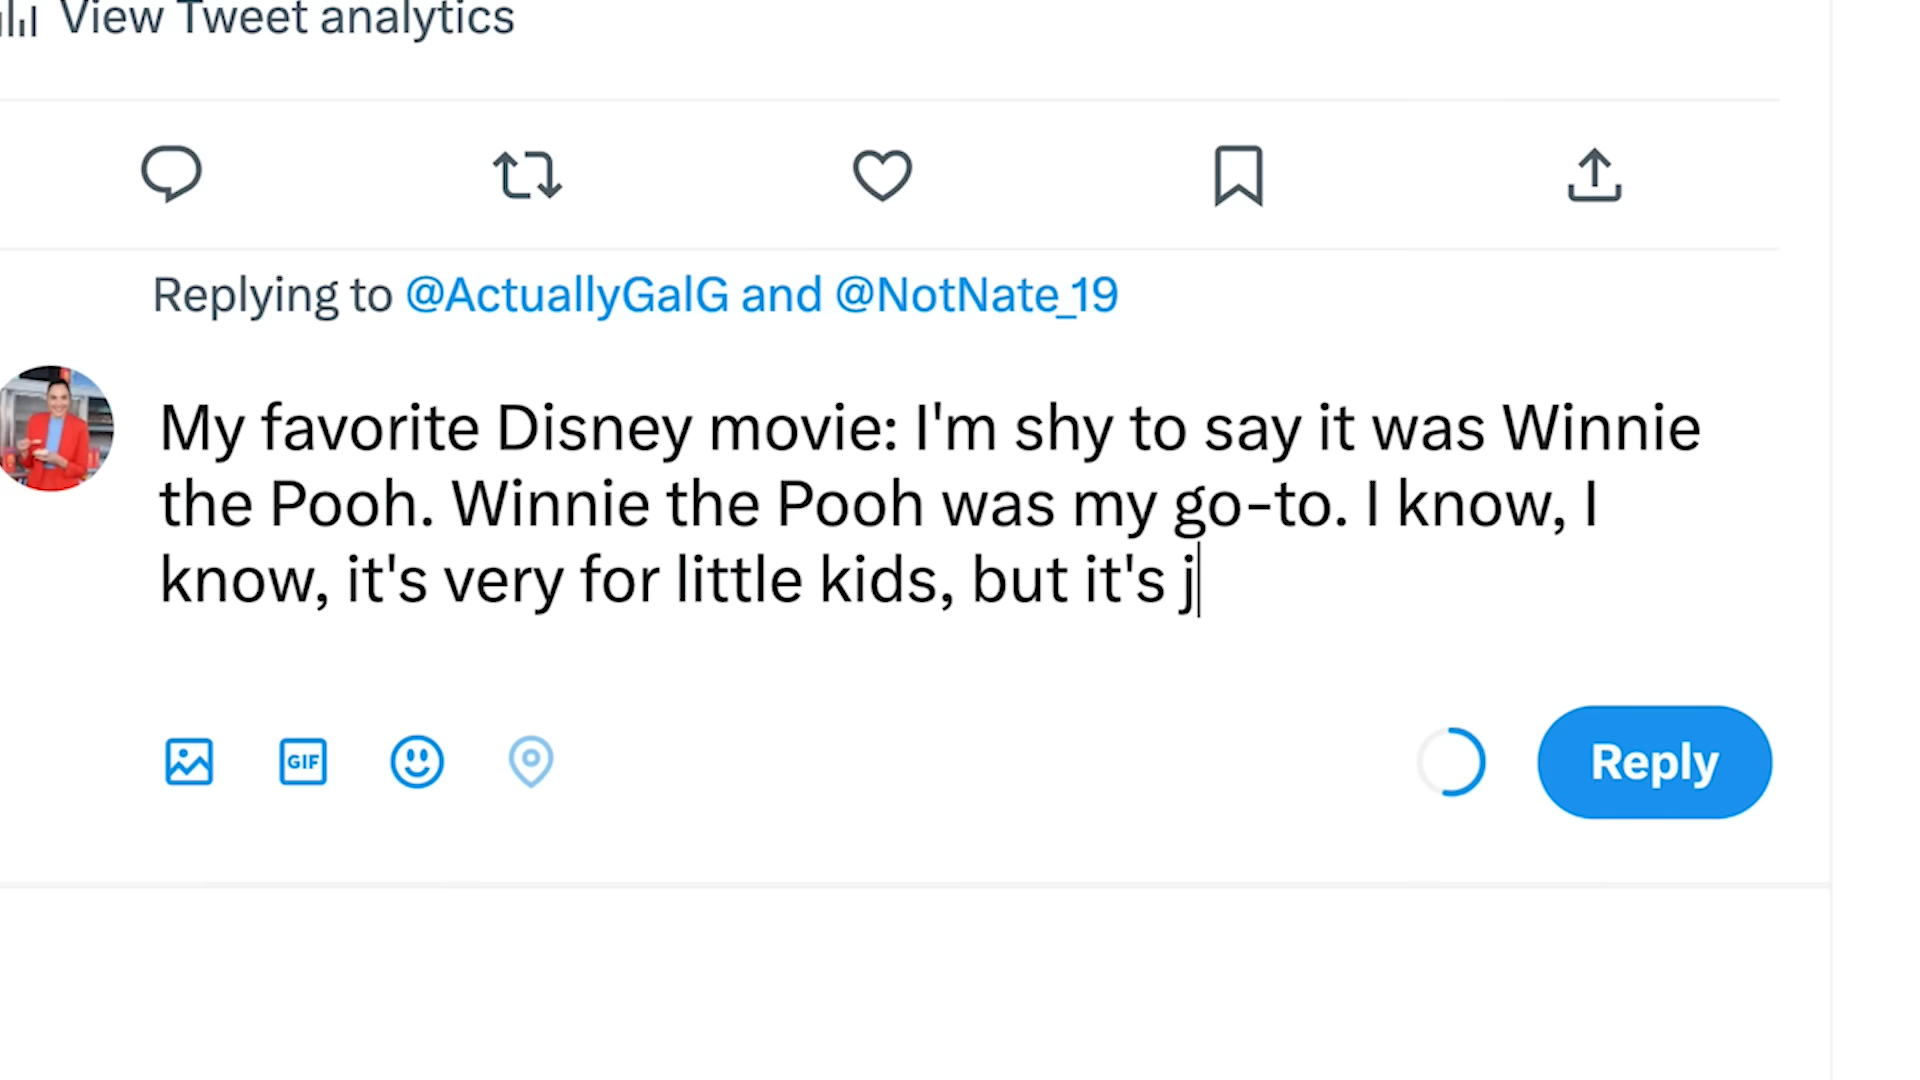 View Tweet analytics
Replying to @ActuallyGalG and @NotNate_19
My favorite Disney movie: I'm shy to say it was Winnie
the Pooh. Winnie the Pooh was my go-to. I know, I
know, it's very for little kids, but it's j
GIF
Reply